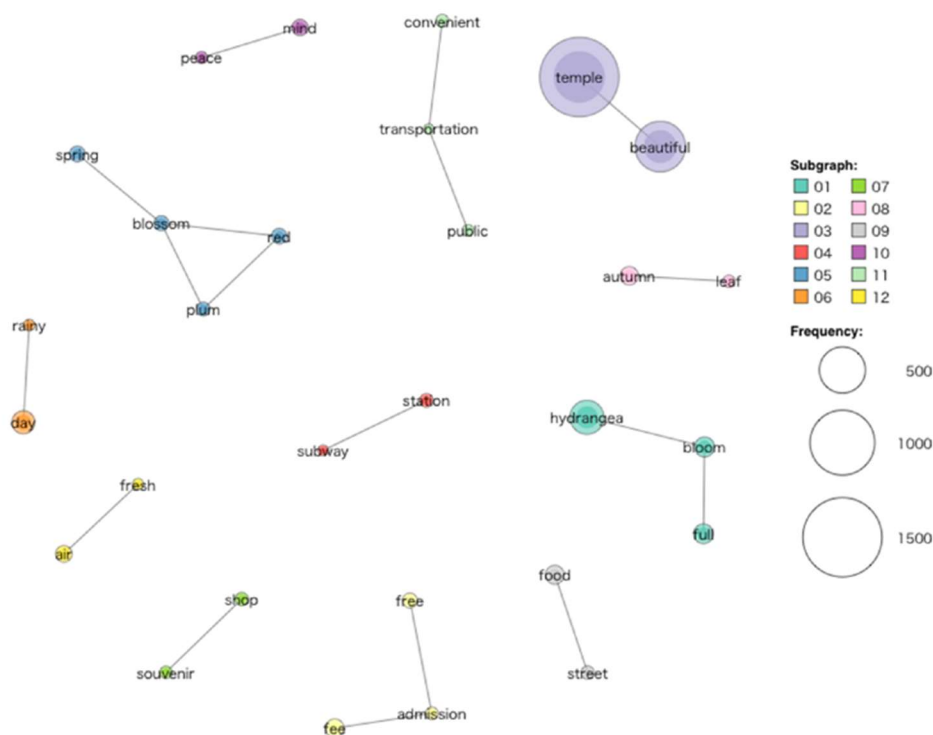 convenient
mind
peace
temple
transportation
beautiful
spring
blossom
red
public
plum
autumn
leaf
rainy
day
station
subway
hydrangea
bloom
fresh
air
full
food
shop
free
souvenir
street
admission
fee
Subgraph:
01 07
02 08
03 09
04 10
05 11
06 12
Frequency:
500
1000
1500